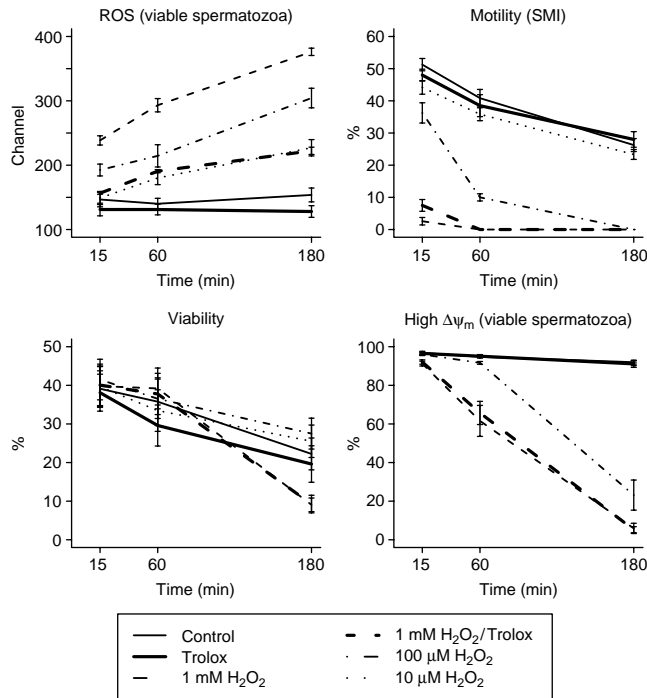 ROS (viable spermatozoa)
400
300
200
100
Channel
15 60 180
Time (min)
Motility (SMI)
60
50
40
30
20
10
0
%
15 60 180
Time (min)
Viability
50
40
30
20
10
0
%
15 60 180
Time (min)
High Δψm (viable spermatozoa)
100
80
60
40
20
0
%
15 60 180
Time (min)
Control
Trolox
1 mM H2O2
1 mM H2O2/Trolox
100 μM H2O2
10 μM H2O2